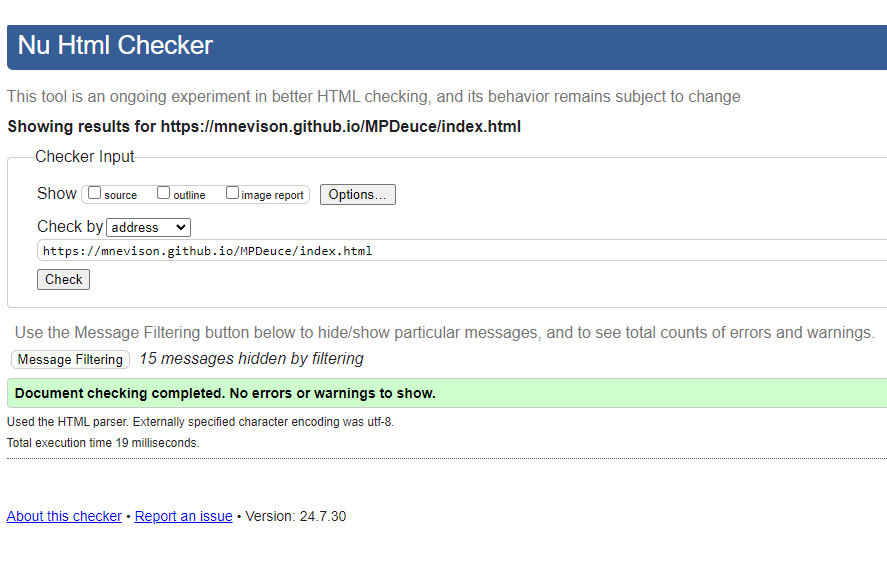 Nu Html Checker
This tool is an ongoing experiment in better HTML checking, and its behavior remains subject to change
Showing results for https://mnevison.github.io/MPDeuce/index.html
Checker Input
Show source outline image report Options...
Check by address
https://mnevison.github.io/MPDeuce/index.html
Check
Use the Message Filtering button below to hide/show particular messages, and to see total counts of errors and warnings.
Message Filtering 15 messages hidden by filtering
Document checking completed. No errors or warnings to show.
Used the HTML parser. Externally specified character encoding was utf-8.
Total execution time 19 milliseconds.
About this checker • Report an issue • Version: 24.7.30